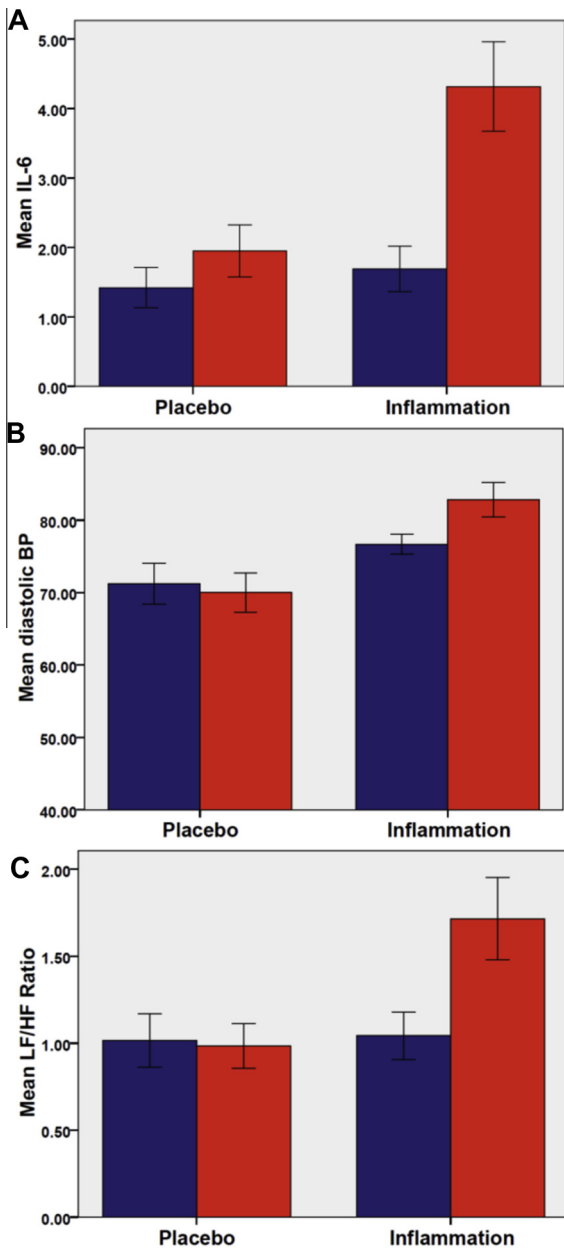 A
Mean IL-6
5.00
4.00
3.00
2.00
1.00
0.00
Placebo Inflammation
B
Mean diastolic BP
90.00
80.00
70.00
60.00
50.00
40.00
Placebo Inflammation
C
Mean LF/HF Ratio
2.00
1.50
1.00
0.50
0.00
Placebo Inflammation